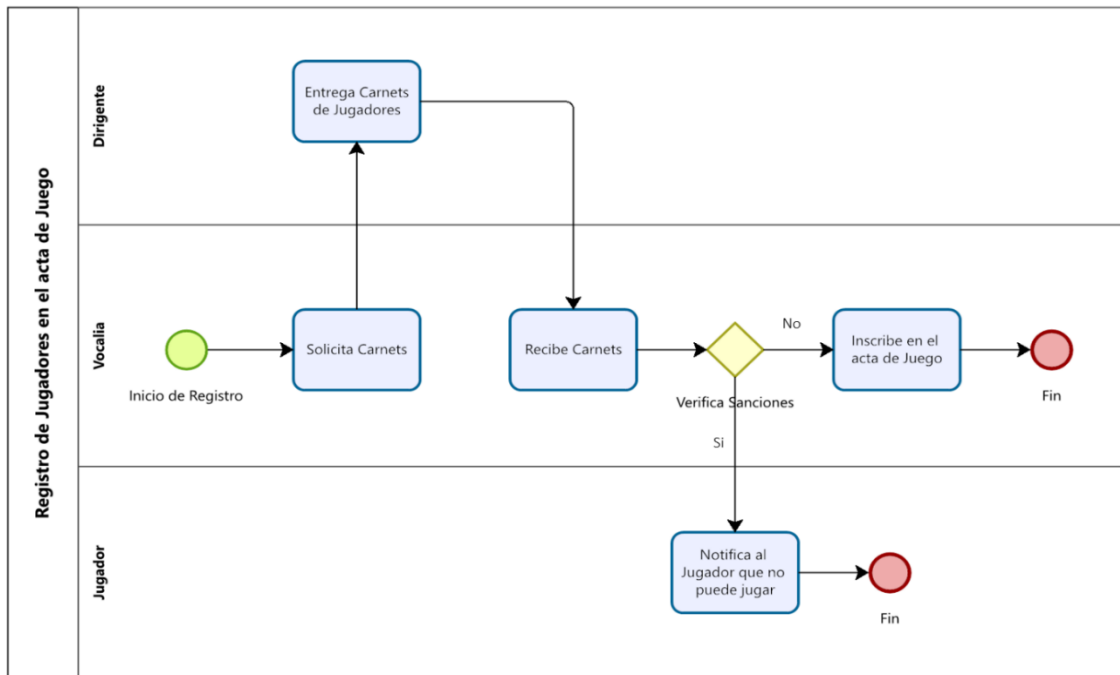 Registro de Jugadores en el acta de Juego
Dirigente
Entrega Carnets
de Jugadores
Vocalia
Inicio de Registro
Solicita Carnets
Recibe Carnets
Verifica Sanciones
No
Si
Inscribe en el
acta de Juego
Fin
Jugador
Notifica al
Jugador que no
puede jugar
Fin